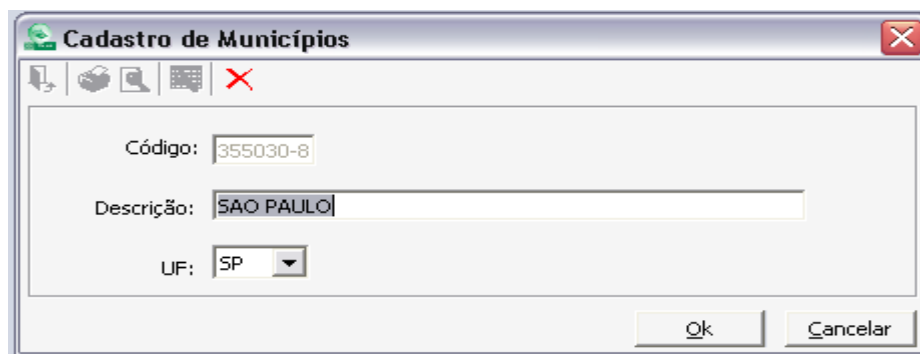 Cadastro de Municípios
Código: 355030-8
Descrição: SAO PAULO
UF: SP
Ok Cancelar